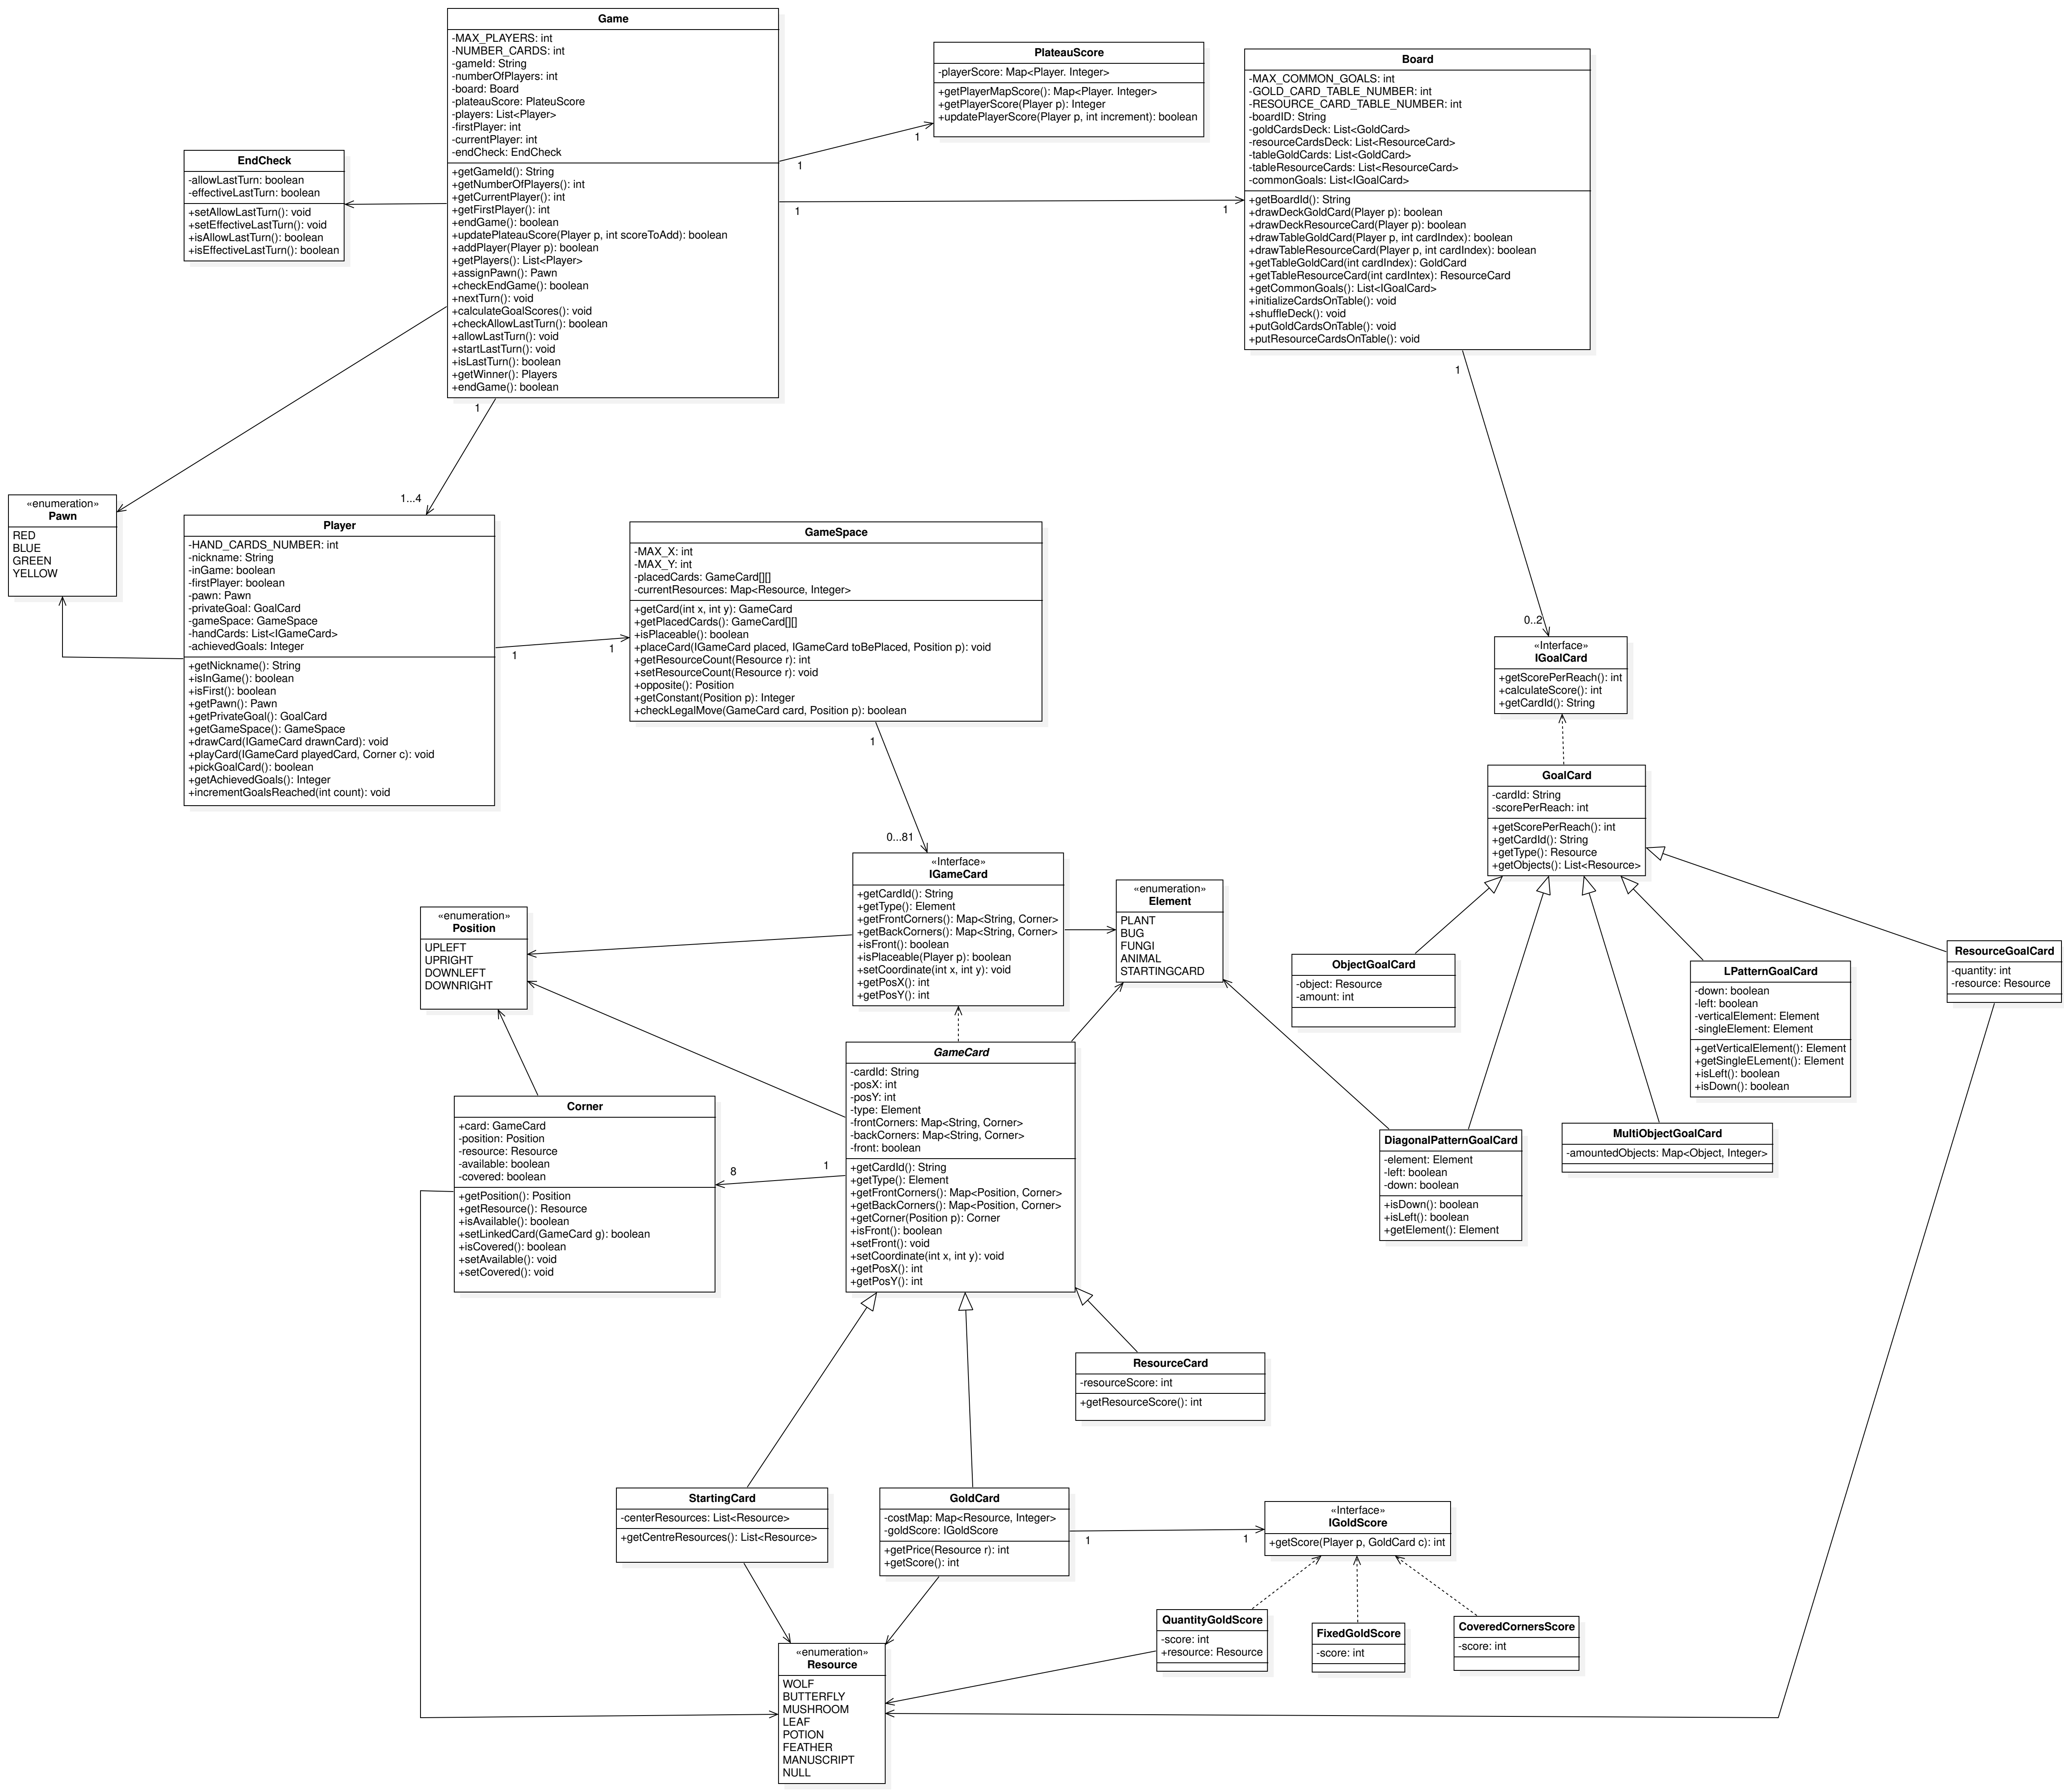 Game
-MAX_PLAYERS: int
-NUMBER_CARDS: int
-gameId: String
-numberOfPlayers: int
-board: Board
-plateauScore: PlateuScore
-players: List<Player>
-firstPlayer: int
-currentPlayer: int
-endCheck: EndCheck
+getGameId(): String
+getNumberOfPlayers(): int
+getCurrentPlayer(): int
+getFirstPlayer(): int
+endGame(): boolean
+updatePlateauScore(Player p, int scoreToAdd): boolean
+addPlayer(Player p): boolean
+getPlayers(): List<Player>
+assignPawn(): Pawn
+checkEndGame(): boolean
+nextTurn(): void
+calculateGoalScores(): void
+checkAllowLastTurn(): boolean
+allowLastTurn(): void
+startLastTurn(): void
+isLastTurn(): boolean
+getWinner(): Players
+endGame(): boolean
PlateauScore
-playerScore: Map<Player. Integer>
+getPlayerMapScore(): Map<Player. Integer>
+getPlayerScore(Player p): Integer
+updatePlayerScore(Player p, int increment): boolean
Board
-MAX_COMMON_GOALS: int
-GOLD_CARD_TABLE_NUMBER: int
-RESOURCE_CARD_TABLE_NUMBER: int
-boardID: String
-goldCardsDeck: List<GoldCard>
-resourceCardsDeck: List<ResourceCard>
-tableGoldCards: List<GoldCard>
-tableResourceCards: List<ResourceCard>
-commonGoals: List<IGoalCard>
+getBoardId(): String
+drawDeckGoldCard(Player p): boolean
+drawDeckResourceCard(Player p): boolean
+drawTableGoldCard(Player p, int cardIndex): boolean
+drawTableResourceCard(Player p, int cardIndex): boolean
+getTableGoldCard(int cardIndex): GoldCard
+getTableResourceCard(int cardIntex): ResourceCard
+getCommonGoals(): List<IGoalCard>
+initializeCardsOnTable(): void
+shuffleDeck(): void
+putGoldCardsOnTable(): void
+putResourceCardsOnTable(): void
EndCheck
-allowLastTurn: boolean
-effectiveLastTurn: boolean
+setAllowLastTurn(): void
+setEffectiveLastTurn(): void
+isAllowLastTurn(): boolean
+isEffectiveLastTurn(): boolean
1
1
1
1
1
1...4
1
0..2
«enumeration»
Pawn
RED
BLUE
GREEN
YELLOW
Player
-HAND_CARDS_NUMBER: int
-nickname: String
-inGame: boolean
-firstPlayer: boolean
-pawn: Pawn
-privateGoal: GoalCard
-gameSpace: GameSpace
-handCards: List<IGameCard>
-achievedGoals: Integer
+getNickname(): String
+isInGame(): boolean
+isFirst(): boolean
+getPawn(): Pawn
+getPrivateGoal(): GoalCard
+getGameSpace(): GameSpace
+drawCard(IGameCard drawnCard): void
+playCard(IGameCard playedCard, Corner c): void
+pickGoalCard(): boolean
+getAchievedGoals(): Integer
+incrementGoalsReached(int count): void
1
1
GameSpace
-MAX_X: int
-MAX_Y: int
-placedCards: GameCard[][]
-currentResources: Map<Resource, Integer>
+getCard(int x, int y): GameCard
+getPlacedCards(): GameCard[][]
+isPlaceable(): boolean
+placeCard(IGameCard placed, IGameCard toBePlaced, Position p): void
+getResourceCount(Resource r): int
+setResourceCount(Resource r): void
+opposite(): Position
+getConstant(Position p): Integer
+checkLegalMove(GameCard card, Position p): boolean
1
0...81
«Interface»
IGoalCard
+getScorePerReach(): int
+calculateScore(): int
+getCardId(): String
GoalCard
-cardId: String
-scorePerReach: int
+getScorePerReach(): int
+getCardId(): String
+getType(): Resource
+getObjects(): List<Resource>
«Interface»
IGameCard
+getCardId(): String
+getType(): Element
+getFrontCorners: Map<String, Corner>
+getBackCorners: Map<String, Corner>
+isFront(): boolean
+isPlaceable(Player p): boolean
+setCoordinate(int x, int y): void
+getPosX(): int
+getPosY(): int
«enumeration»
Element
PLANT
BUG
FUNGI
ANIMAL
STARTINGCARD
«enumeration»
Position
UPLEFT
UPRIGHT
DOWNLEFT
DOWNRIGHT
ObjectGoalCard
-object: Resource
-amount: int
LPatternGoalCard
-down: boolean
-left: boolean
-verticalElement: Element
-singleElement: Element
+getVerticalElement(): Element
+getSingleELement(): Element
+isLeft(): boolean
+isDown(): boolean
ResourceGoalCard
-quantity: int
-resource: Resource
GameCard
-cardId: String
-posX: int
-posY: int
-type: Element
-frontCorners: Map<String, Corner>
-backCorners: Map<String, Corner>
-front: boolean
+getCardId(): String
+getType(): Element
+getFrontCorners(): Map<Position, Corner>
+getBackCorners(): Map<Position, Corner>
+getCorner(Position p): Corner
+isFront(): boolean
+setFront(): void
+setCoordinate(int x, int y): void
+getPosX(): int
+getPosY(): int
Corner
+card: GameCard
-position: Position
-resource: Resource
-available: boolean
-covered: boolean
+getPosition(): Position
+getResource(): Resource
+isAvailable(): boolean
+setLinkedCard(GameCard g): boolean
+isCovered(): boolean
+setAvailable(): void
+setCovered(): void
8
1
DiagonalPatternGoalCard
-element: Element
-left: boolean
-down: boolean
+isDown(): boolean
+isLeft(): boolean
+getElement(): Element
MultiObjectGoalCard
-amountedObjects: Map<Object, Integer>
ResourceCard
-resourceScore: int
+getResourceScore(): int
StartingCard
-centerResources: List<Resource>
+getCentreResources(): List<Resource>
GoldCard
-costMap: Map<Resource, Integer>
-goldScore: IGoldScore
+getPrice(Resource r): int
+getScore(): int
1
1
«Interface»
IGoldScore
+getScore(Player p, GoldCard c): int
QuantityGoldScore
-score: int
+resource: Resource
FixedGoldScore
-score: int
CoveredCornersScore
-score: int
«enumeration»
Resource
WOLF
BUTTERFLY
MUSHROOM
LEAF
POTION
FEATHER
MANUSCRIPT
NULL